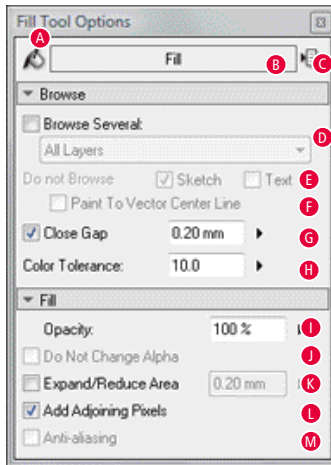 Fill Tool Options
A
Fill B C
Browse
Browse Several: D
All Layers
Do not Browse Sketch Text E
Paint To Vector Center Line F
Close Gap 0.20 mm G
Color Tolerance: 10.0 H
Fill
Opacity: 100 % I
Do Not Change Alpha J
Expand/Reduce Area 0.20 mm K
Add Adjoining Pixels L
Anti-aliasing M